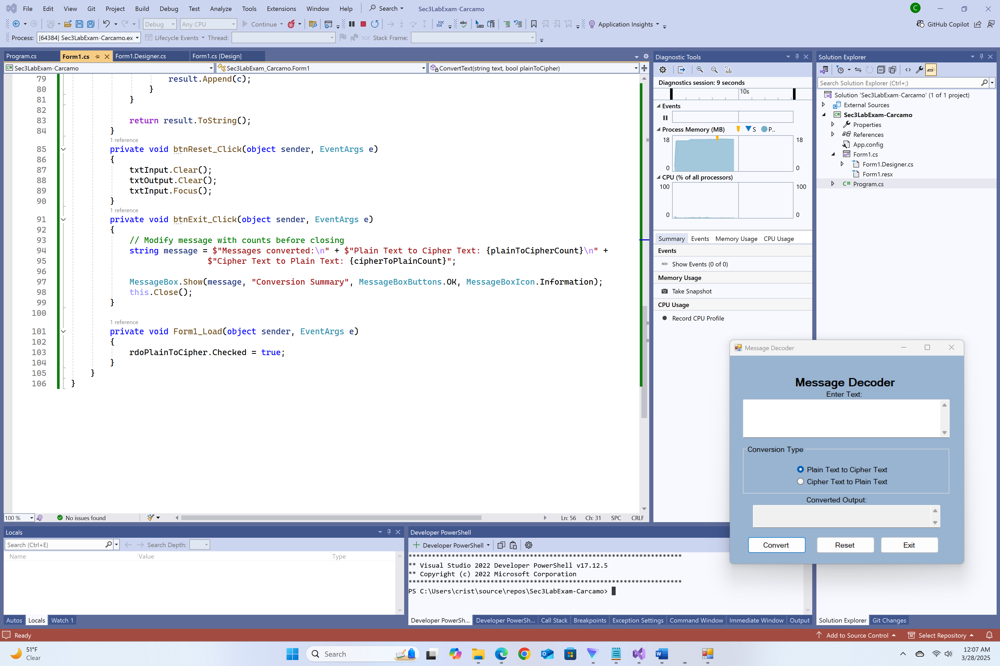 File Edit View Git Project Build Debug Test Analyze Tools Extensions Window Help Search Sec3LabExam-Carcamo C
Debug Any CPU Continue abc Application Insights GitHub Copilot
Process: [64384] Sec3LabExam-Carcamo.ex Lifecycle Events Thread: Stack Frame:
Program.cs Form1.cs Form1.Designer.cs Form1.cs [Design]
C# Sec3LabExam-Carcamo Sec3LabExam_Carcamo.Form1 ConvertText(string text, bool plainToCipher)
79 result.Append(c);
80 }
81 }
82
83 return result.ToString();
84 }
1 reference
85 private void btnReset_Click(object sender, EventArgs e)
86 {
87 txtInput.Clear();
88 txtOutput.Clear();
89 txtInput.Focus();
90 }
1 reference
91 private void btnExit_Click(object sender, EventArgs e)
92 {
93 // Modify message with counts before closing
94 string message = $"Messages converted:\n" + $"Plain Text to Cipher Text: {plainToCipherCount}\n" +
95 $"Cipher Text to Plain Text: {cipherToPlainCount}";
96
97 MessageBox.Show(message, "Conversion Summary", MessageBoxButtons.OK, MessageBoxIcon.Information);
98 this.Close();
99 }
100
1 reference
101 private void Form1_Load(object sender, EventArgs e)
102 {
103 rdoPlainToCipher.Checked = true;
104 }
105 }
106 }
100 % No issues found Ln: 56 Ch: 31 SPC CRLF
Diagnostic Tools
Diagnostics session: 9 seconds
10s
Events
Process Memory (MB) S P..
18 18
0 0
CPU (% of all processors)
100 100
0 0
Summary Events Memory Usage CPU Usage
Events
Show Events (0 of 0)
Memory Usage
Take Snapshot
CPU Usage
Record CPU Profile
Solution Explorer
Search Solution Explorer (Ctrl+;)
Solution 'Sec3LabExam-Carcamo' (1 of 1 project)
External Sources
C# Sec3LabExam-Carcamo
Properties
References
App.config
Form1.cs
Form1.Designer.cs
Form1.resx
C# Program.cs
Message Decoder
Message Decoder
Enter Text:
Conversion Type
Plain Text to Cipher Text
Cipher Text to Plain Text
Converted Output:
Convert Reset Exit
Locals
Search (Ctrl+E) Search Depth:
Name Value Type
Autos Locals Watch 1
Developer PowerShell
Developer PowerShell
**********************************************************************
** Visual Studio 2022 Developer PowerShell v17.12.5
** Copyright (c) 2022 Microsoft Corporation
**********************************************************************
PS C:\Users\crist\source\repos\Sec3LabExam-Carcamo>
Developer PowerSh... Developer PowerSh... Call Stack Breakpoints Exception Settings Command Window Immediate Window Output
Solution Explorer Git Changes
Ready Add to Source Control Select Repository
51°F
Clear
Search
12:07 AM
3/28/2025